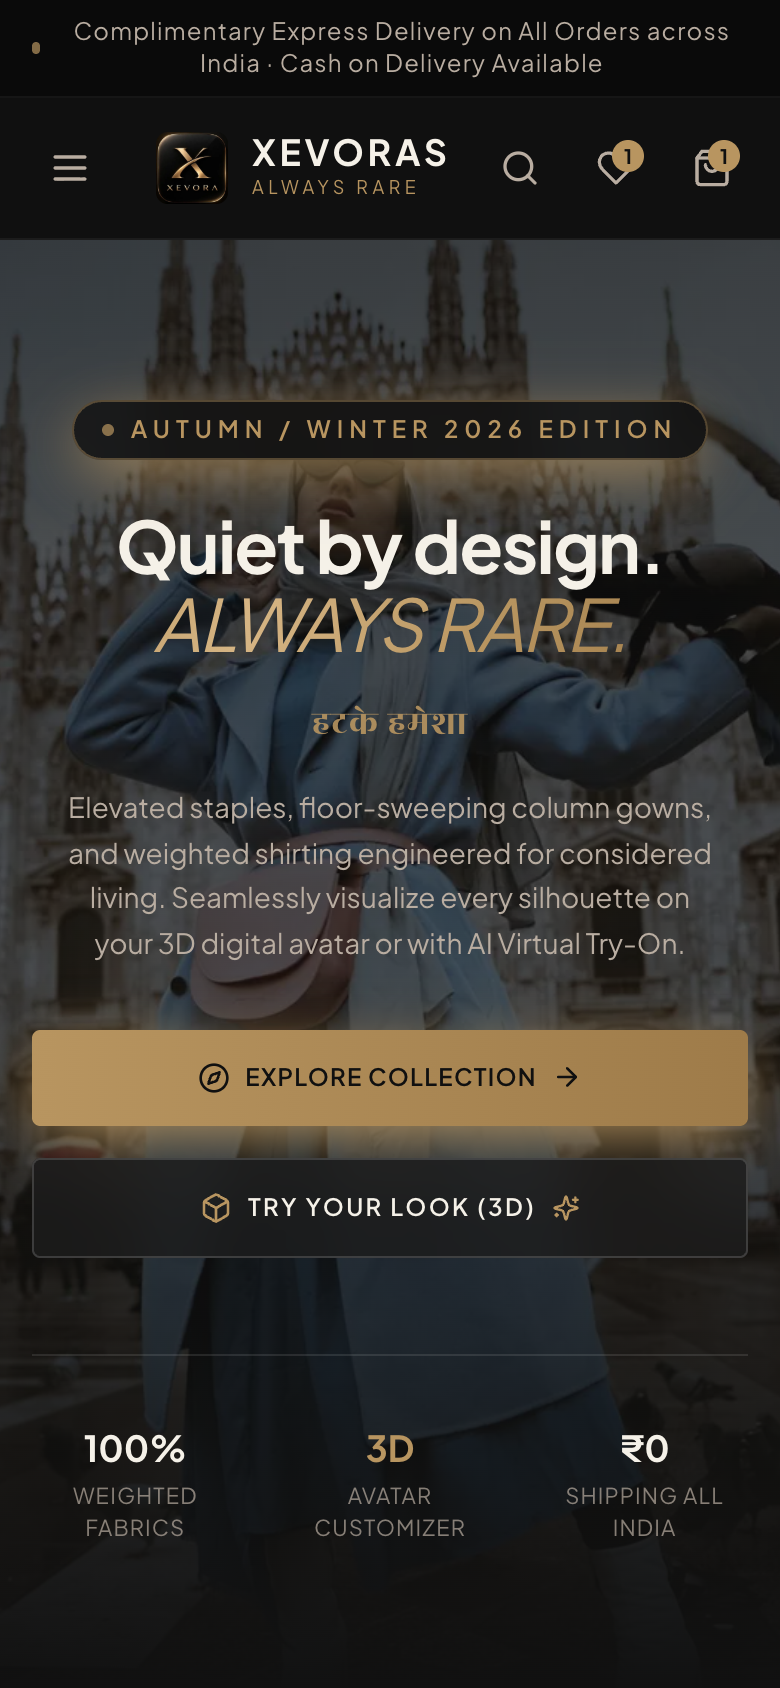 Complimentary Express Delivery on All Orders across
India · Cash on Delivery Available
XEVORA
XEVORAS
ALWAYS RARE
1
1
AUTUMN / WINTER 2026 EDITION
Quiet by design.
ALWAYS RARE.
हटके हमेशा
Elevated staples, floor-sweeping column gowns,
and weighted shirting engineered for considered
living. Seamlessly visualize every silhouette on
your 3D digital avatar or with AI Virtual Try-On.
EXPLORE COLLECTION →
TRY YOUR LOOK (3D)
100%
WEIGHTED
FABRICS
3D
AVATAR
CUSTOMIZER
₹0
SHIPPING ALL
INDIA